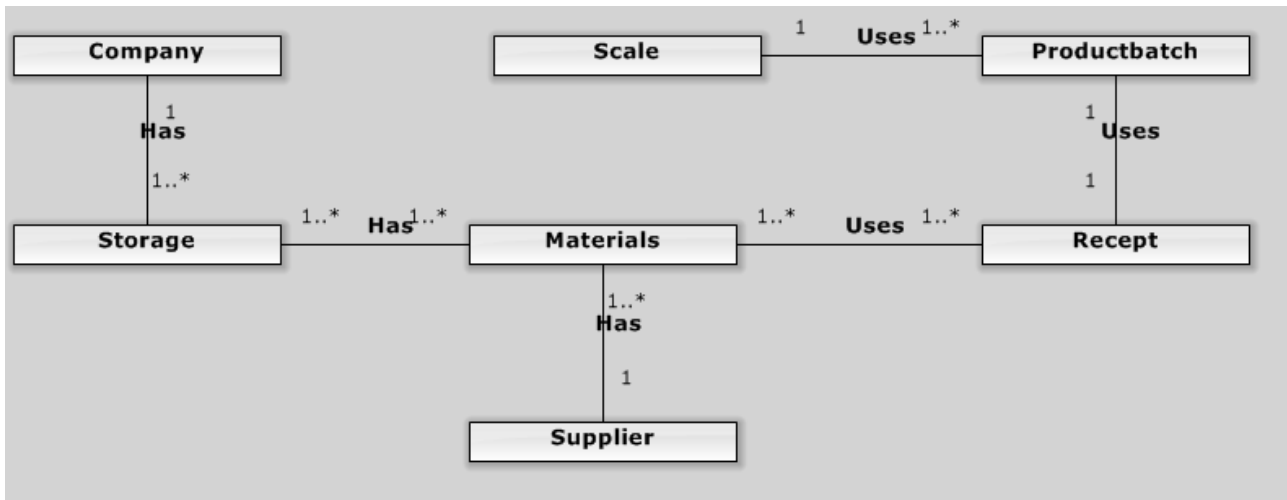 Company
Scale
1
Uses
1..*
Productbatch
1
Has
1..*
1
Uses
1
Storage
1..*
Has
1..*
Materials
1..*
Uses
1..*
Recept
1..*
Has
1
Supplier